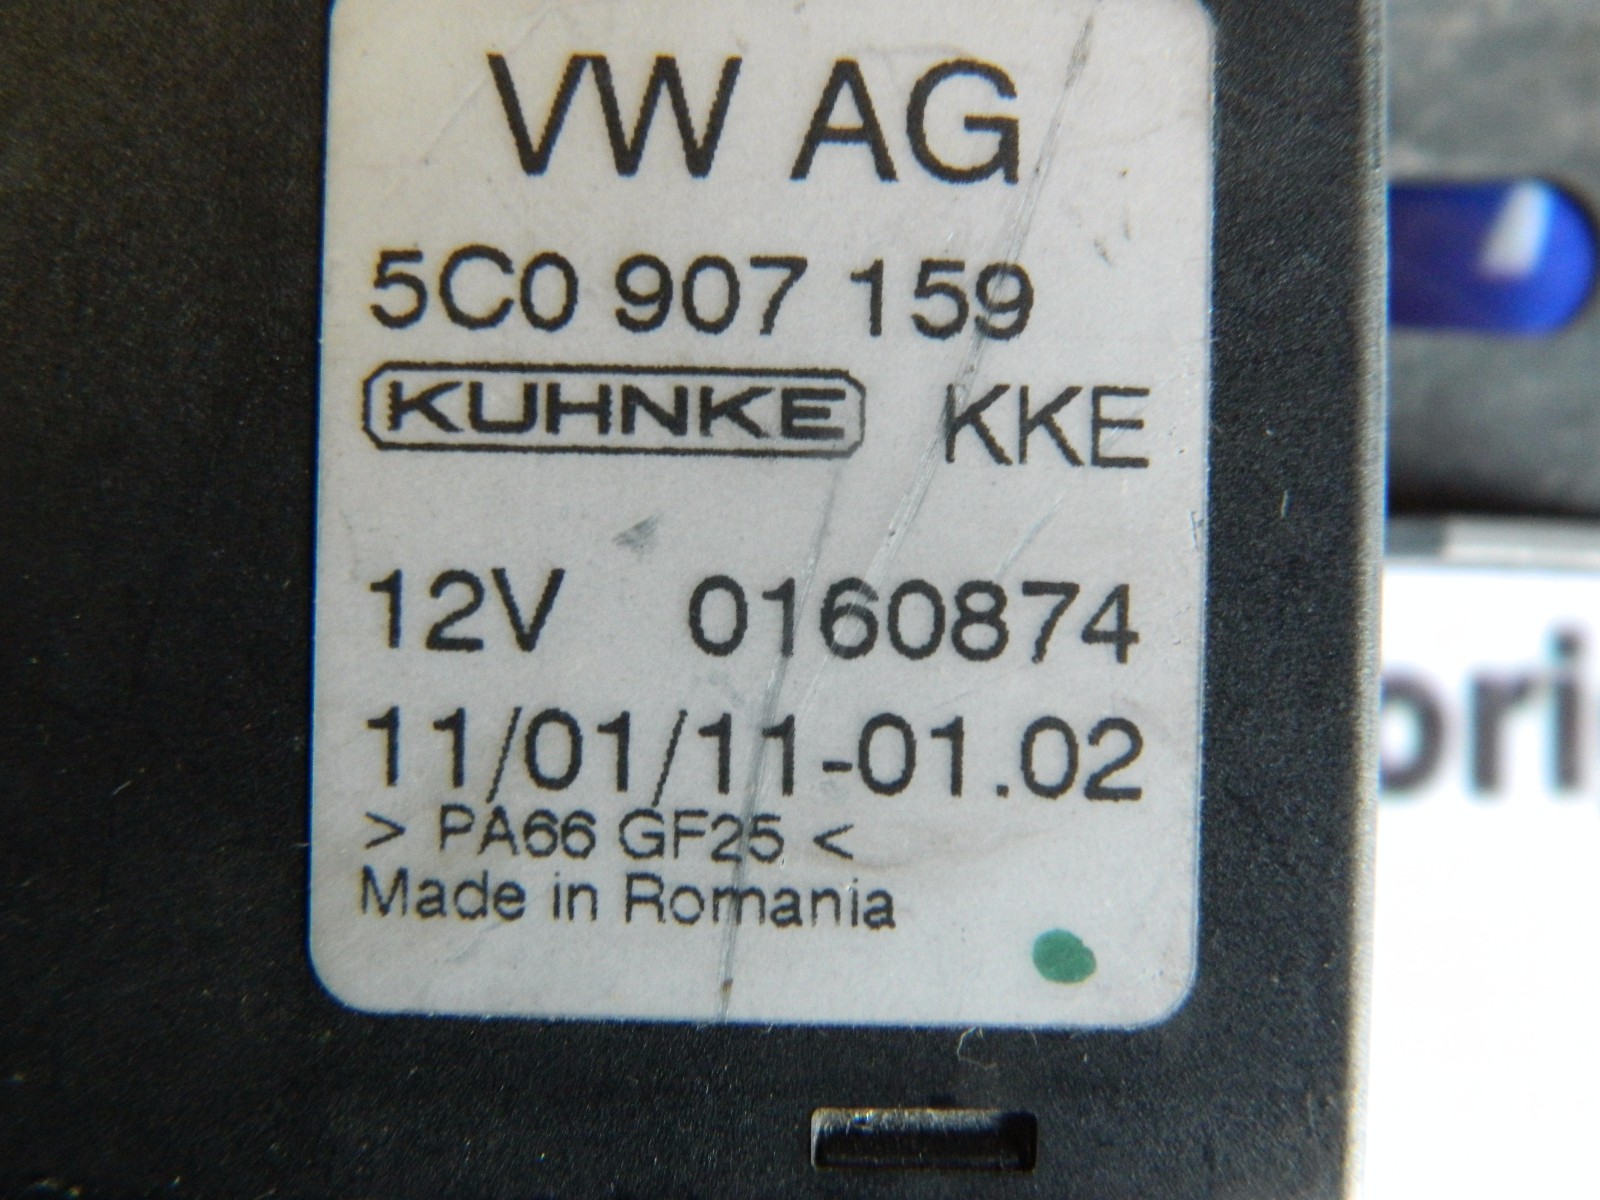 VW AG
5C0 907 159
KUHNKE KKE
12V 0160874
11/01/11-01.02
> PA66 GF25 <
Made in Romania
ori